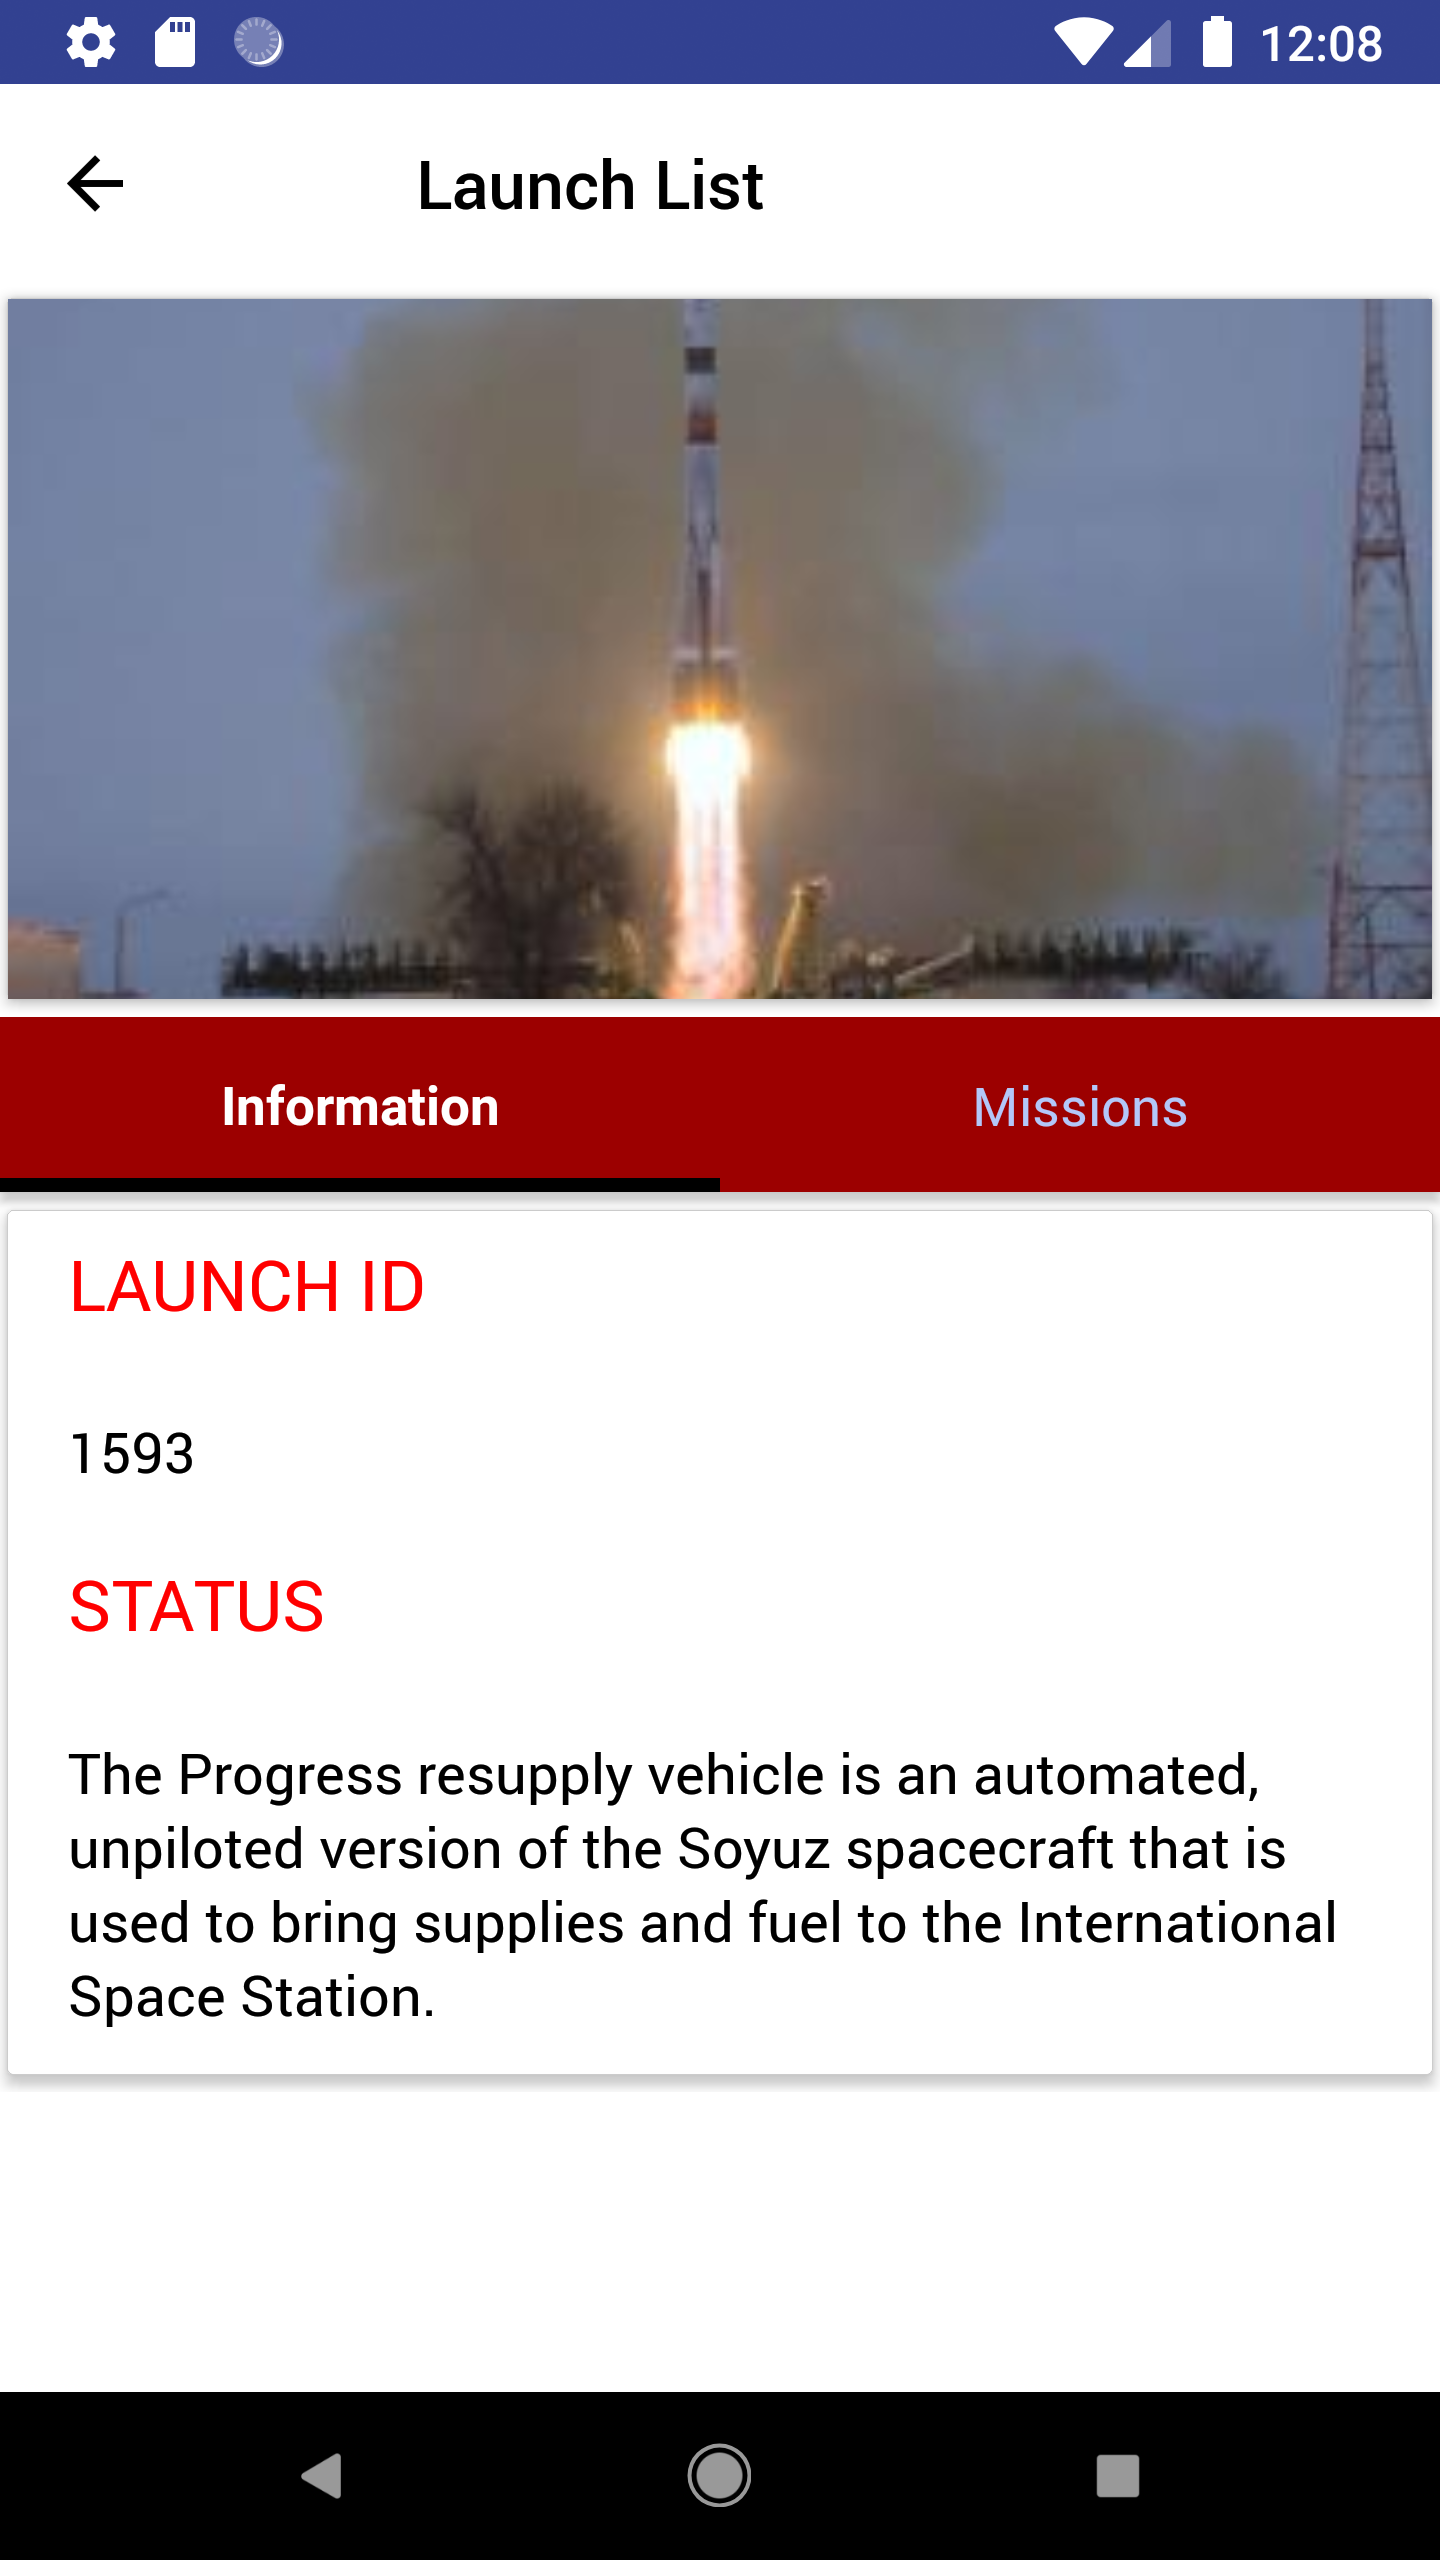 12:08
Launch List
Information
Missions
LAUNCH ID
1593
STATUS
The Progress resupply vehicle is an automated,
unpiloted version of the Soyuz spacecraft that is
used to bring supplies and fuel to the International
Space Station.